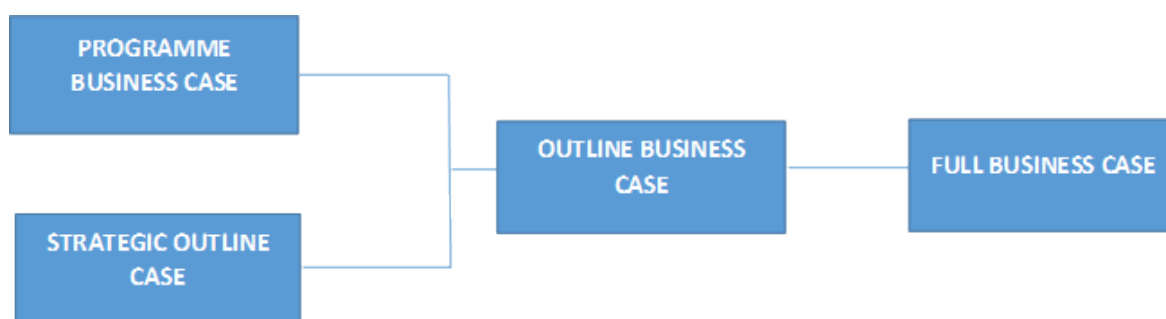 PROGRAMME
BUSINESS CASE
STRATEGIC OUTLINE
CASE
OUTLINE BUSINESS
CASE
FULL BUSINESS CASE